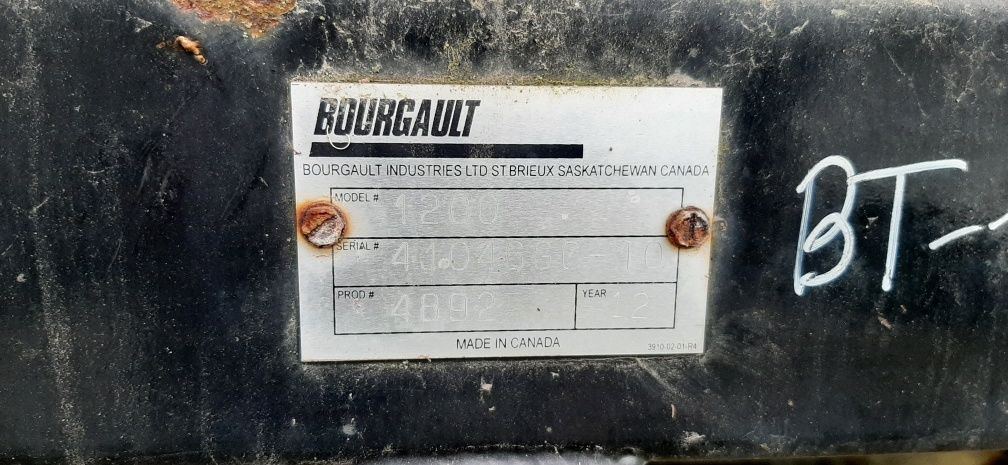 BOURGAULT
BOURGAULT INDUSTRIES LTD ST BRIEUX SASKATCHEWAN CANADA
MODEL #
SERIAL #
PROD # 4892
YEAR 12
MADE IN CANADA
3910-02-01-R4
BT-